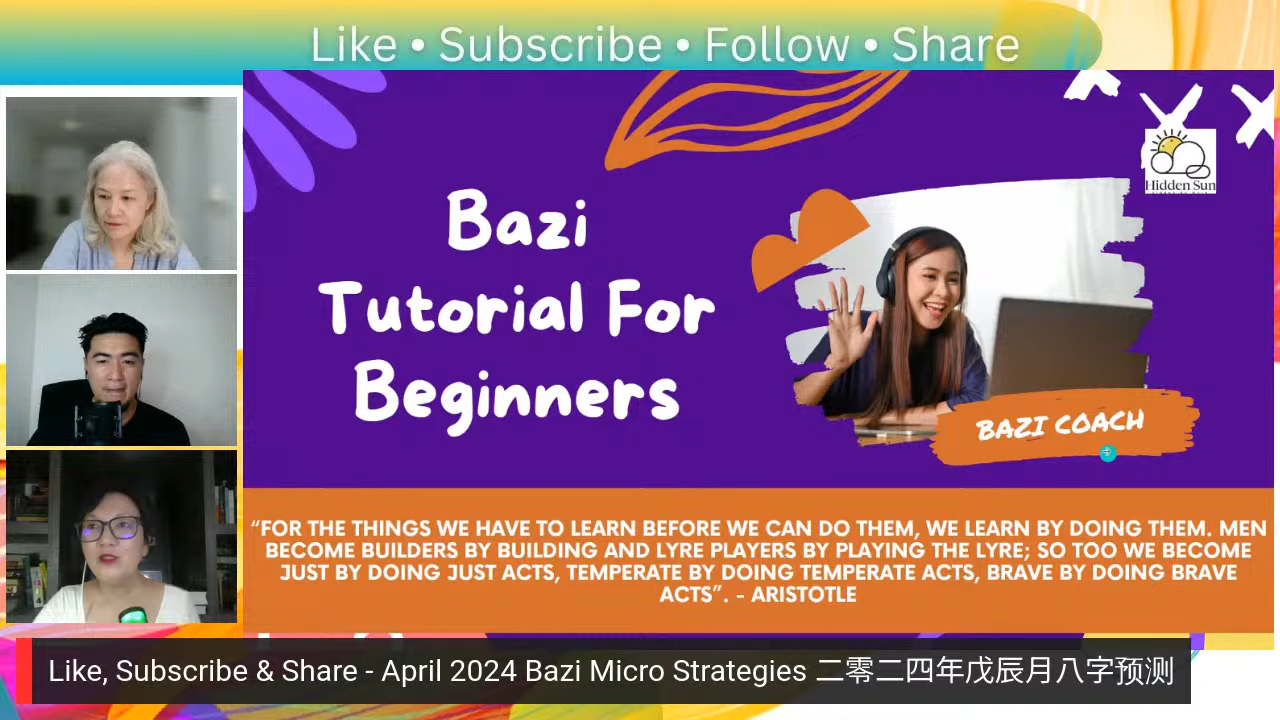 Like • Subscribe • Follow • Share
Hidden Sun
Bazi
Tutorial For
Beginners
BAZI COACH
“FOR THE THINGS WE HAVE TO LEARN BEFORE WE CAN DO THEM, WE LEARN BY DOING THEM. MEN
BECOME BUILDERS BY BUILDING AND LYRE PLAYERS BY PLAYING THE LYRE; SO TOO WE BECOME
JUST BY DOING JUST ACTS, TEMPERATE BY DOING TEMPERATE ACTS, BRAVE BY DOING BRAVE
ACTS”. - ARISTOTLE
Like, Subscribe & Share - April 2024 Bazi Micro Strategies 二零二四年戊辰月八字预测